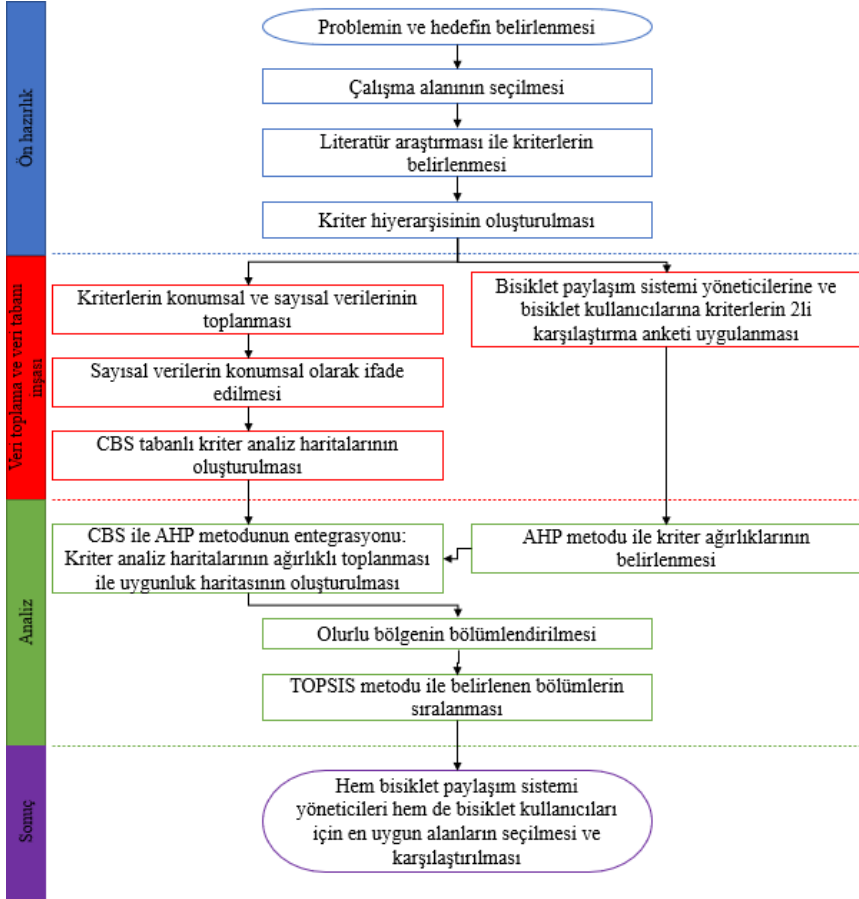 Ön hazırlık
Problemin ve hedefin belirlenmesi
Çalışma alanının seçilmesi
Literatür araştırması ile kriterlerin
belirlenmesi
Kriter hiyerarşisinin oluşturulması
Veri toplama ve veri tabanı
inşası
Kriterlerin konumsal ve sayısal verilerinin
toplanması
Bisiklet paylaşım sistemi yöneticilerine ve
bisiklet kullanıcılarına kriterlerin 2li
karşılaştırma anketi uygulanması
Sayısal verilerin konumsal olarak ifade
edilmesi
CBS tabanlı kriter analiz haritalarının
oluşturulması
Analiz
CBS ile AHP metodunun entegrasyonu:
Kriter analiz haritalarının ağırlıklı toplanması
ile uygunluk haritasının oluşturulması
AHP metodu ile kriter ağırlıklarının
belirlenmesi
Olurlu bölgenin bölümlendirilmesi
TOPSIS metodu ile belirlenen bölümlerin
sıralanması
Sonuç
Hem bisiklet paylaşım sistemi
yöneticileri hem de bisiklet kullanıcıları
için en uygun alanların seçilmesi ve
karşılaştırılması